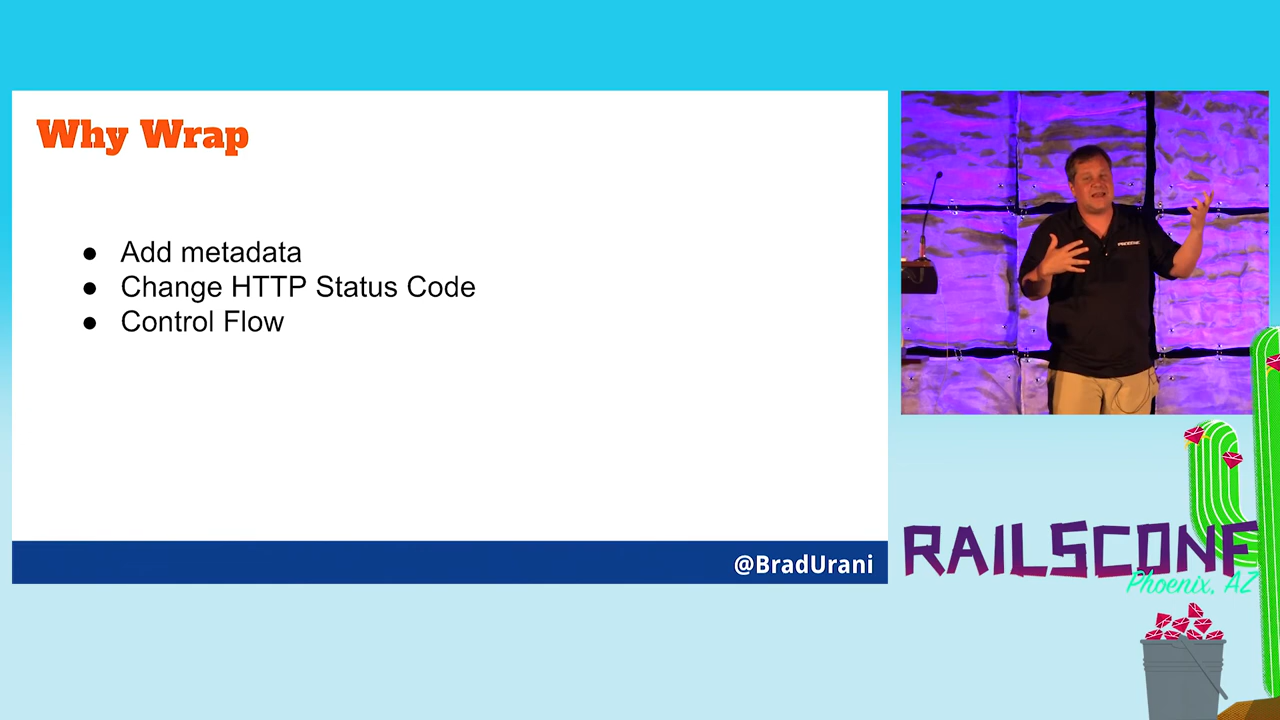 Why Wrap
● Add metadata
● Change HTTP Status Code
● Control Flow
@BradUrani
RAILSCONF
Phoenix, AZ